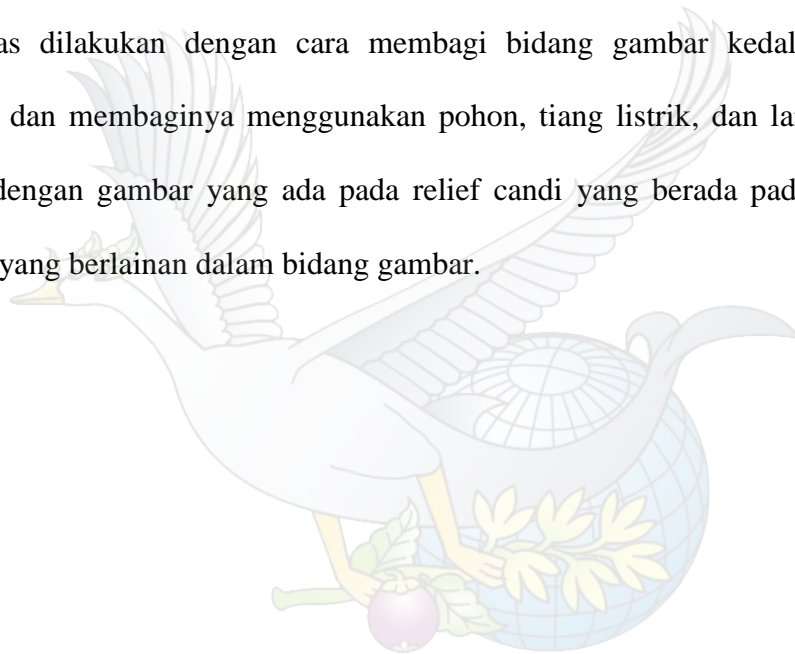 as dilakukan dengan cara membagi bidang gambar kedal
dan membaginya menggunakan pohon, tiang listrik, dan la
dengan gambar yang ada pada relief candi yang berada pad
yang berlainan dalam bidang gambar.